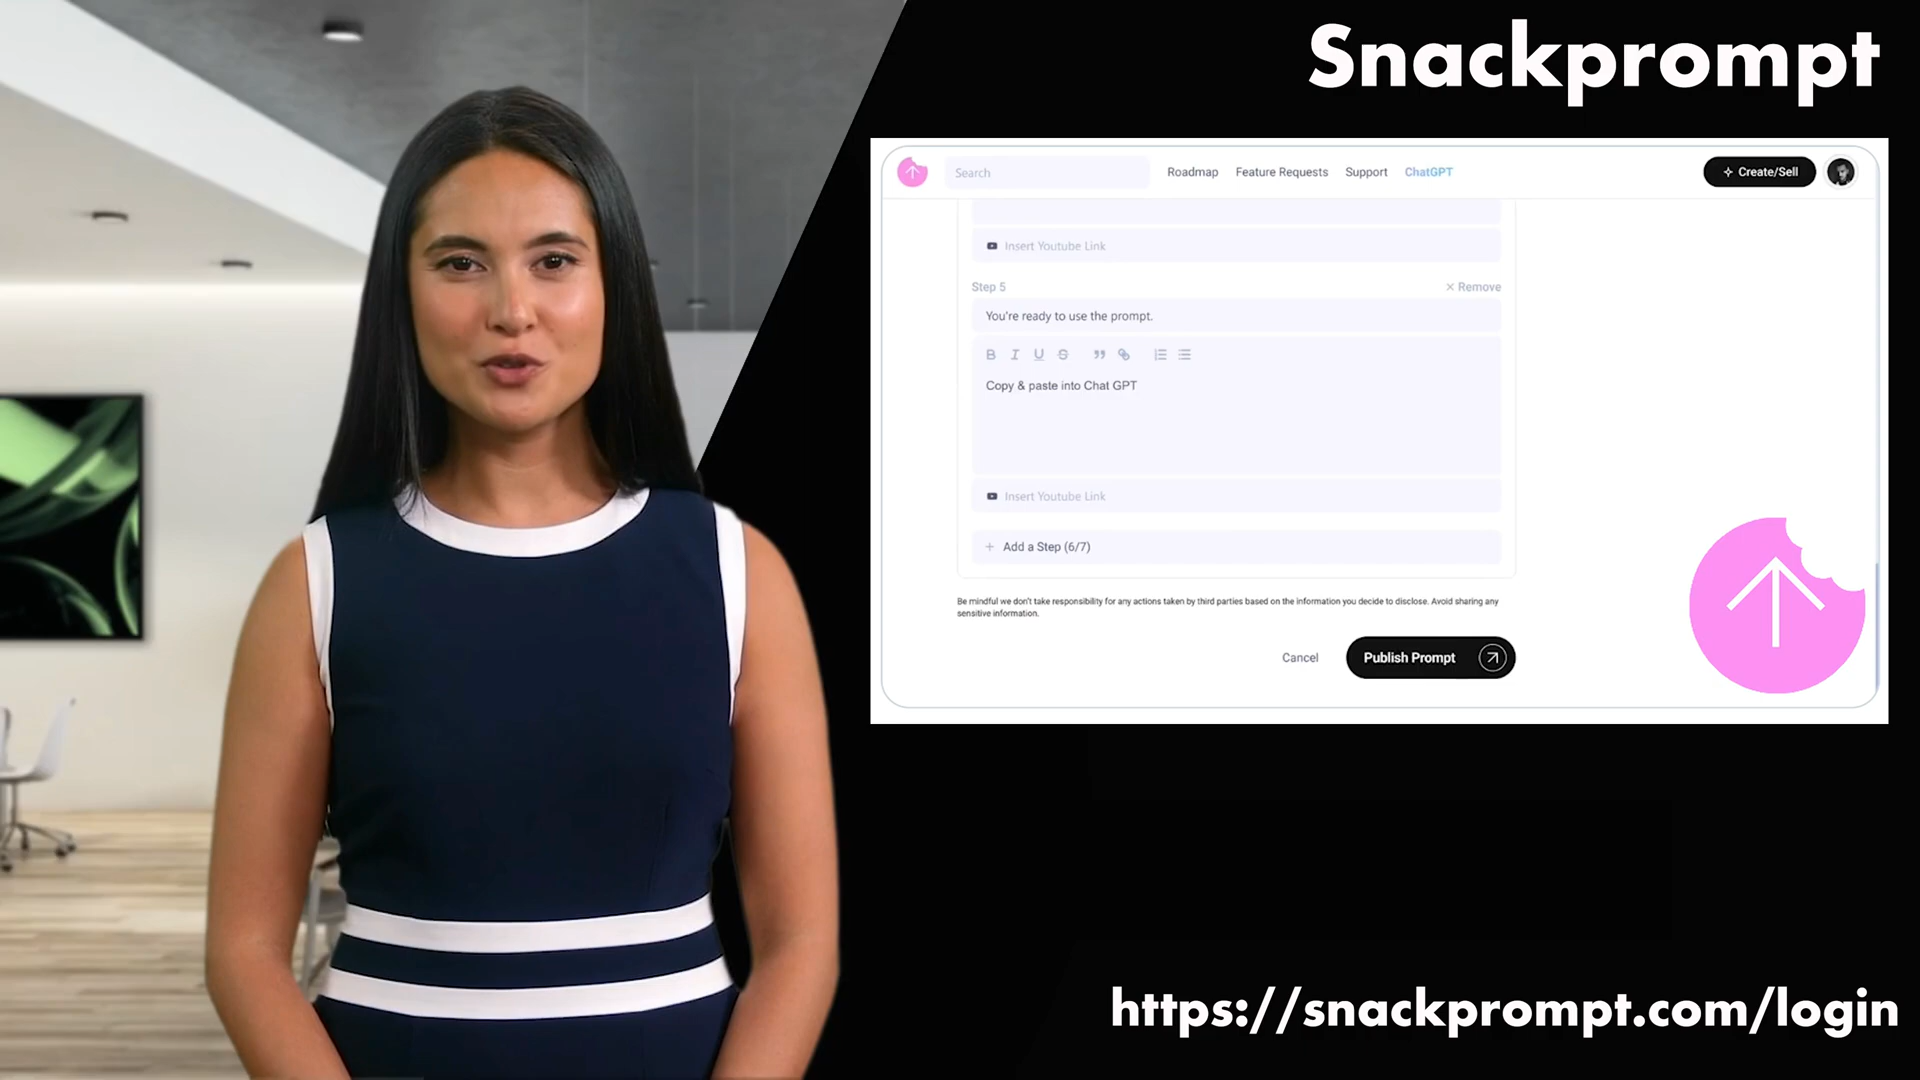 Snackprompt
Search
Roadmap
Feature Requests
Support
ChatGPT
Create/Sell
Insert Youtube Link
Step 5
Remove
You're ready to use the prompt.
B I U S
Copy & paste into Chat GPT
Insert Youtube Link
+ Add a Step (6/7)
Be mindful we don't take responsibility for any actions taken by third parties based on the information you decide to disclose. Avoid sharing any
sensitive information.
Cancel
Publish Prompt
https://snackprompt.com/login